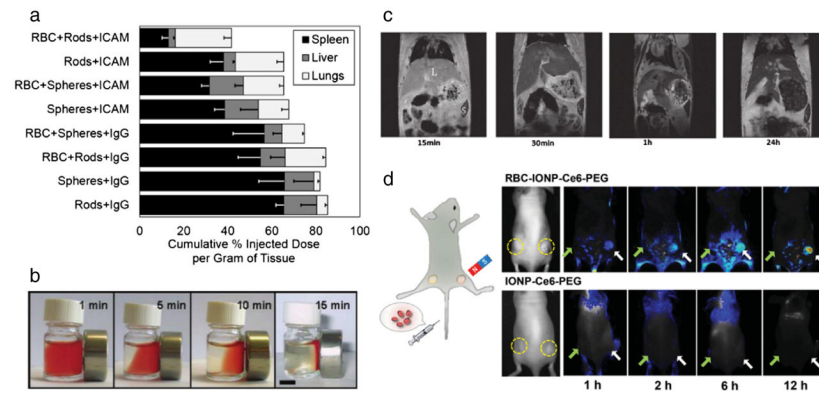 a
RBC+Rods+ICAM
Rods+ICAM
RBC+Spheres+ICAM
Spheres+ICAM
RBC+Spheres+IgG
RBC+Rods+IgG
Spheres+IgG
Rods+IgG
Spleen
Liver
Lungs
0 20 40 60 80 100
Cumulative % Injected Dose
per Gram of Tissue
b
1 min
5 min
10 min
15 min
c
L
15min
30min
1h
24h
d
RBC-IONP-Ce6-PEG
IONP-Ce6-PEG
1 h
2 h
6 h
12 h